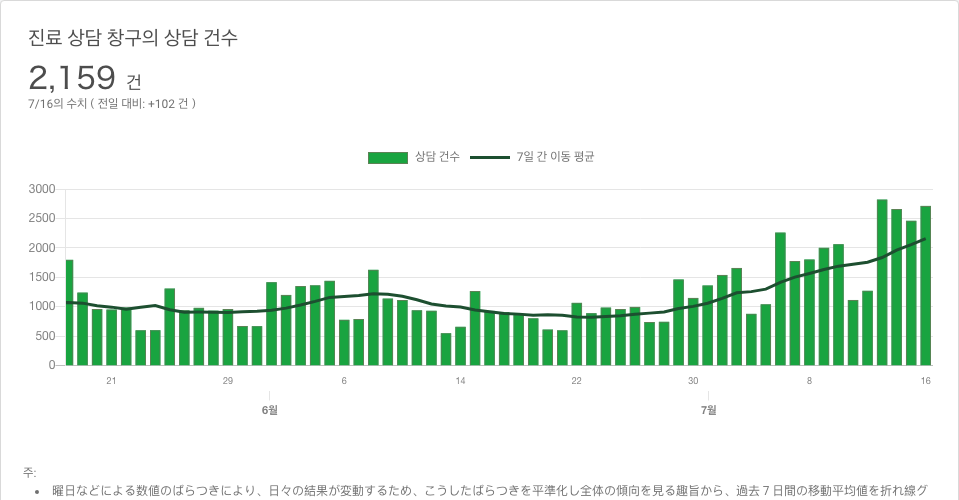 진료 상담 창구의 상담 건수
2,159 건
7/16의 수치 ( 전일 대비: +102 건 )
상담 건수 7일 간 이동 평균
3000
2500
2000
1500
1000
500
0
21 29 6 14 22 30 8 16
6월 7월
주:
• 曜日などによる数値のばらつきにより、日々の結果が変動するため、こうしたばらつきを平準化し全体の傾向を見る趣旨から、過去７日間の移動平均値を折れ線グ